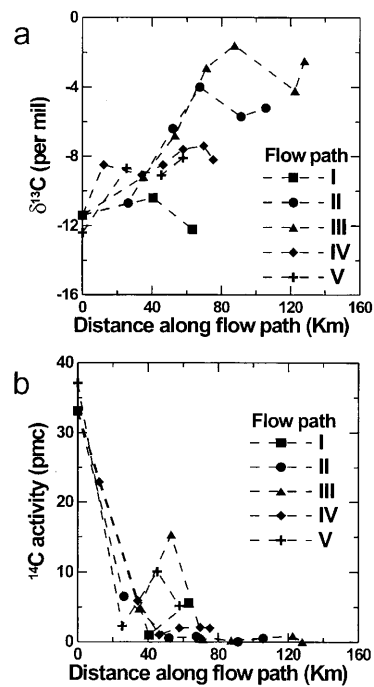 a
0
-4
-8
-12
-16
δ¹³C (per mil)
Flow path
I
II
III
IV
V
0 40 80 120 160
Distance along flow path (Km)
b
40
30
20
10
0
¹⁴C activity (pmc)
Flow path
I
II
III
IV
V
0 40 80 120 160
Distance along flow path (Km)